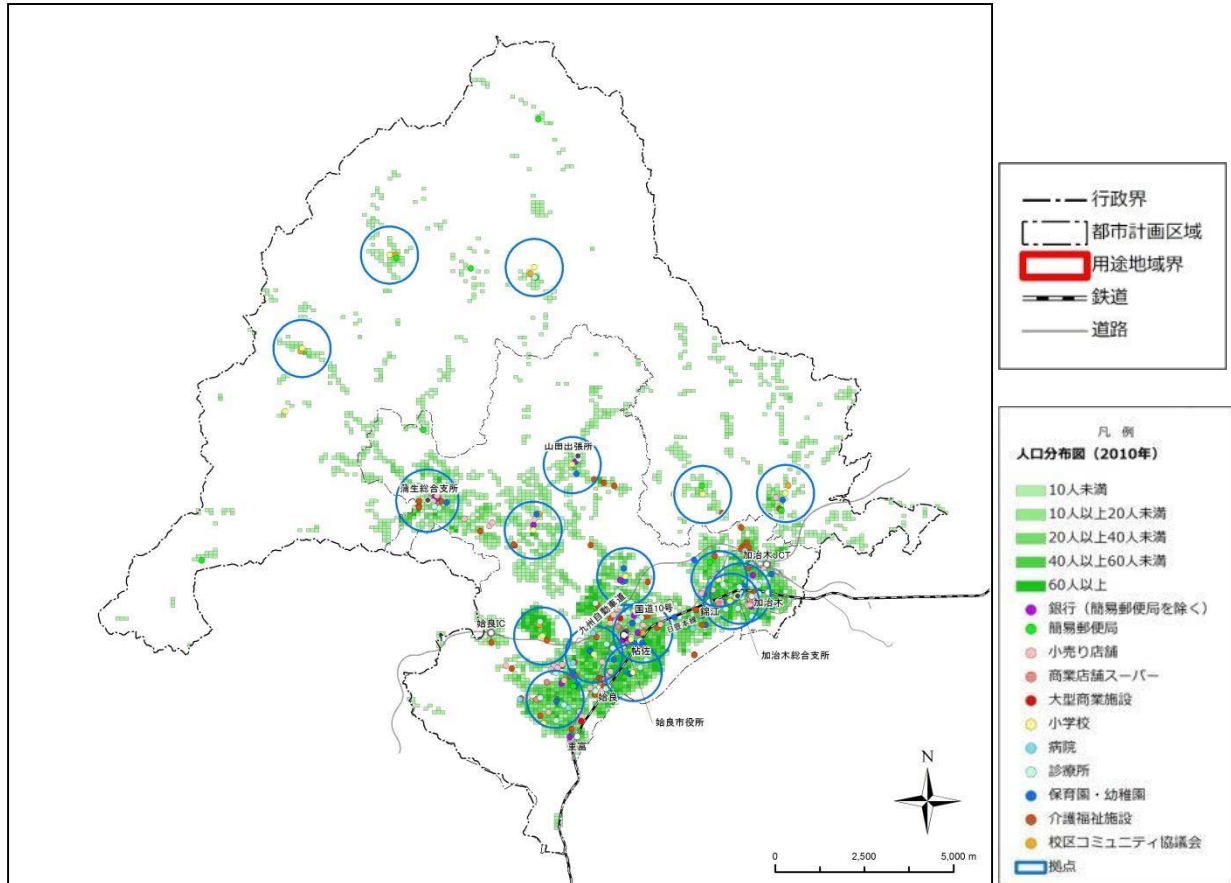 山田出張所
蒲生総合支所
加治木JCT
九州自動車道
国道10号
錦江
加治木
日豊本線
姶良IC
帖佐
加治木総合支所
姶良
姶良市役所
重富
N
0 2,500 5,000 m
行政界
都市計画区域
用途地域界
鉄道
道路
凡 例
人口分布図（2010年）
10人未満
10人以上20人未満
20人以上40人未満
40人以上60人未満
60人以上
銀行（簡易郵便局を除く）
簡易郵便局
小売り店舗
商業店舗スーパー
大型商業施設
小学校
病院
診療所
保育園・幼稚園
介護福祉施設
校区コミュニティ協議会
拠点